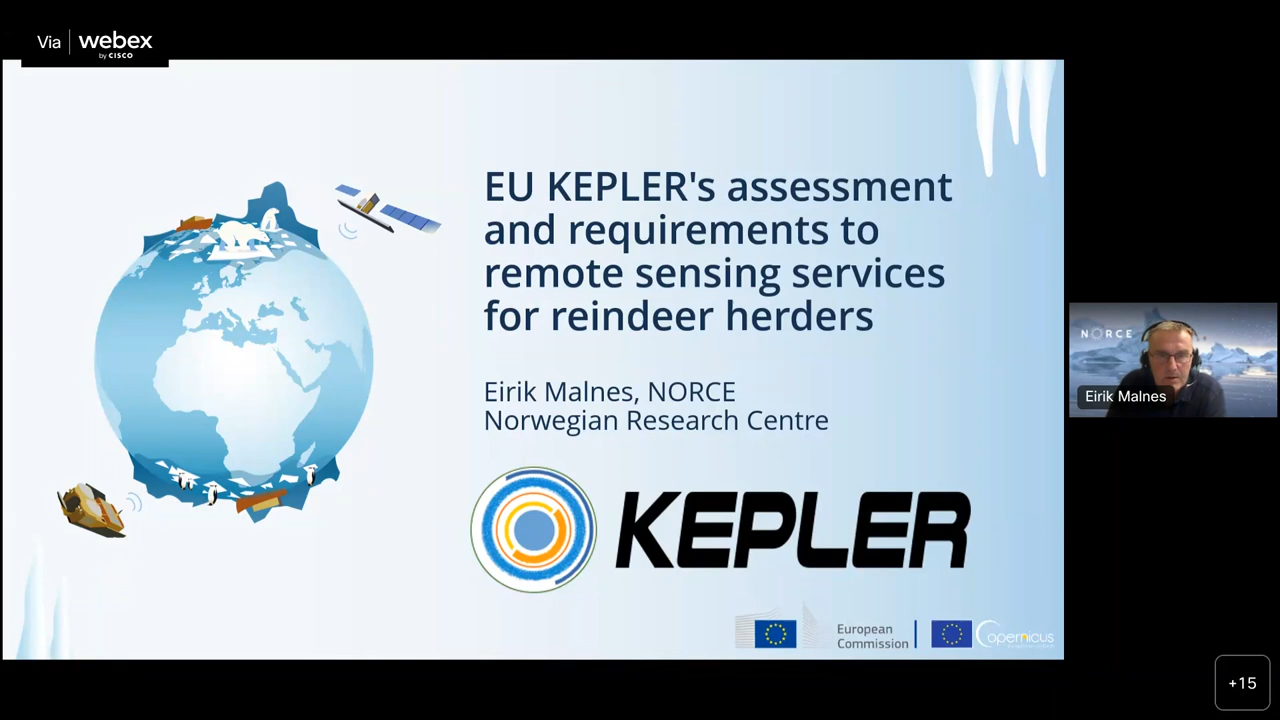 Via webex
by CISCO
EU KEPLER's assessment
and requirements to
remote sensing services
for reindeer herders
Eirik Malnes, NORCE
Norwegian Research Centre
KEPLER
European
Commission
Copernicus
NORCE
Eirik Malnes
+15